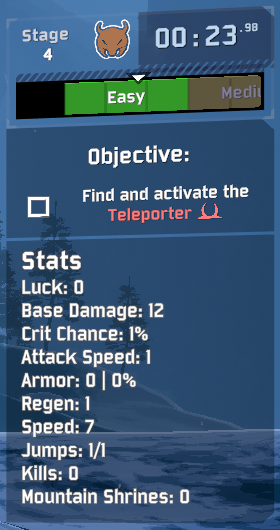 Stage
4
00:23.98
Easy
Medi
Objective:
Find and activate the
Teleporter
Stats
Luck: 0
Base Damage: 12
Crit Chance: 1%
Attack Speed: 1
Armor: 0 | 0%
Regen: 1
Speed: 7
Jumps: 1/1
Kills: 0
Mountain Shrines: 0